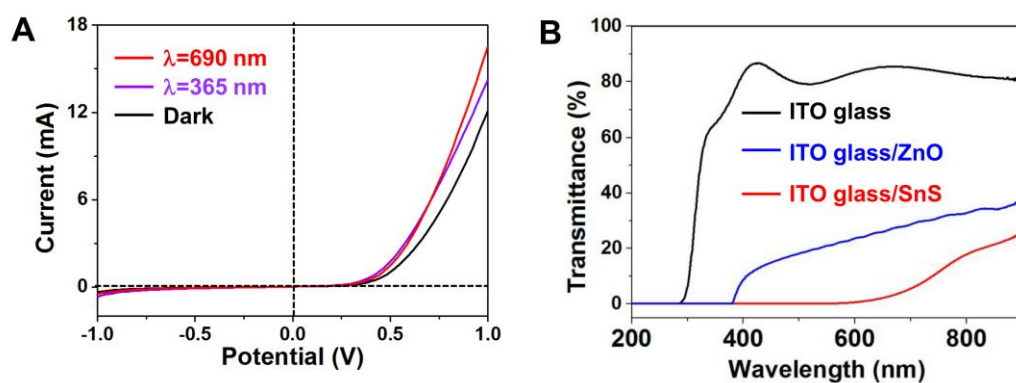 A
18
12
6
0
Current (mA)
λ=690 nm
λ=365 nm
Dark
-1.0
-0.5
0.0
0.5
1.0
Potential (V)
B
100
80
60
40
20
0
Transmittance (%)
ITO glass
ITO glass/ZnO
ITO glass/SnS
200
400
600
800
Wavelength (nm)